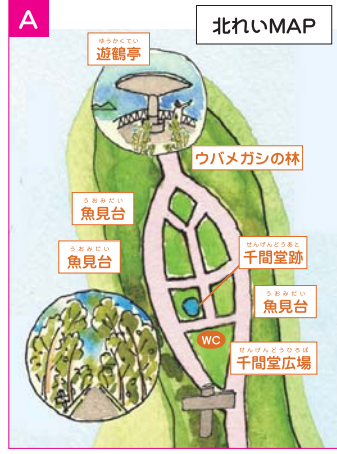 A
北れいMAP
ゆうかくてい
遊鶴亭
ウバメガシの林
うおみだい
魚見台
うおみだい
魚見台
せんげんどうあと
千間堂跡
うおみだい
魚見台
WC
せんげんどうひろば
千間堂広場